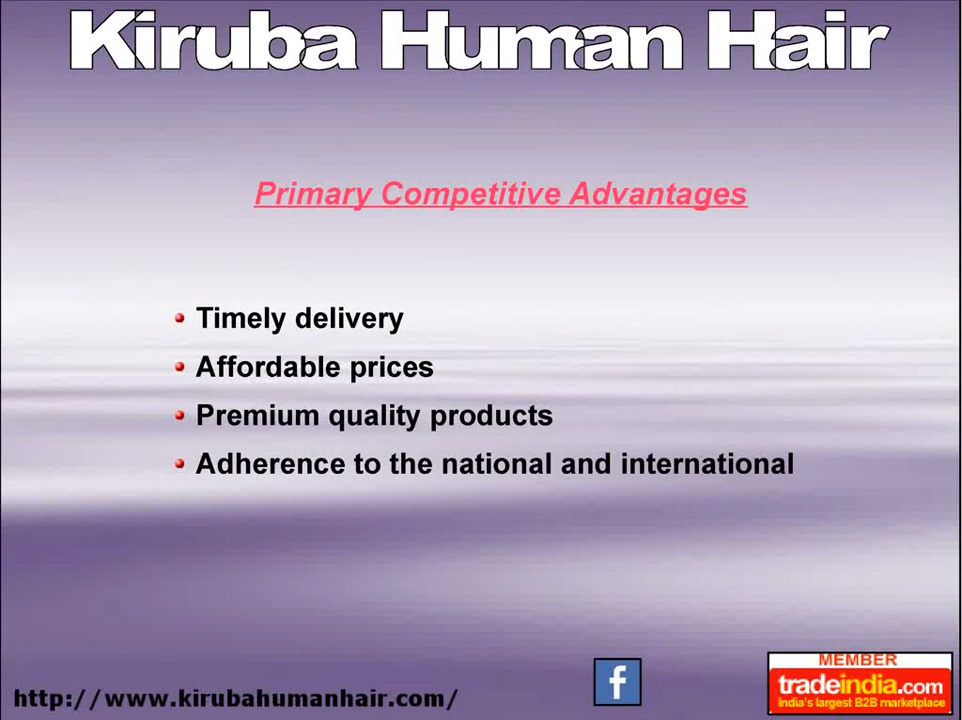 Kiruba Human Hair
Primary Competitive Advantages
Timely delivery
Affordable prices
Premium quality products
Adherence to the national and international
http://www.kirubahumanhair.com/
f
MEMBER
tradeindia.com
India's largest B2B marketplace